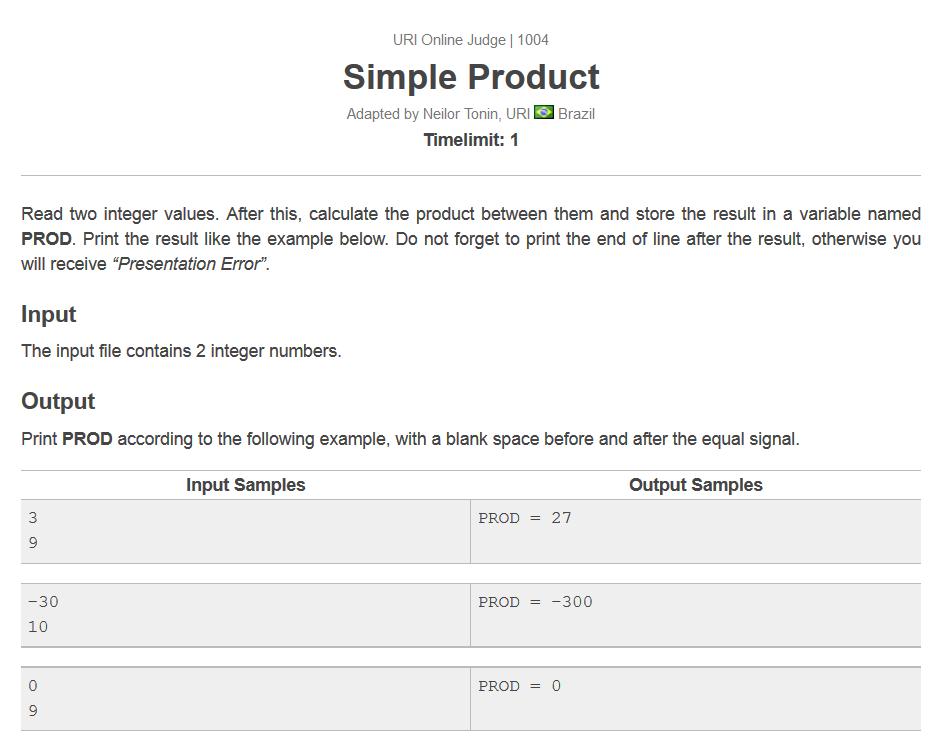 URI Online Judge | 1004
Simple Product
Adapted by Neilor Tonin, URI Brazil
Timelimit: 1
Read two integer values. After this, calculate the product between them and store the result in a variable named
PROD. Print the result like the example below. Do not forget to print the end of line after the result, otherwise you
will receive “Presentation Error”.
Input
The input file contains 2 integer numbers.
Output
Print PROD according to the following example, with a blank space before and after the equal signal.
Input Samples Output Samples
3 PROD = 27
9
-30 PROD = -300
10
0 PROD = 0
9